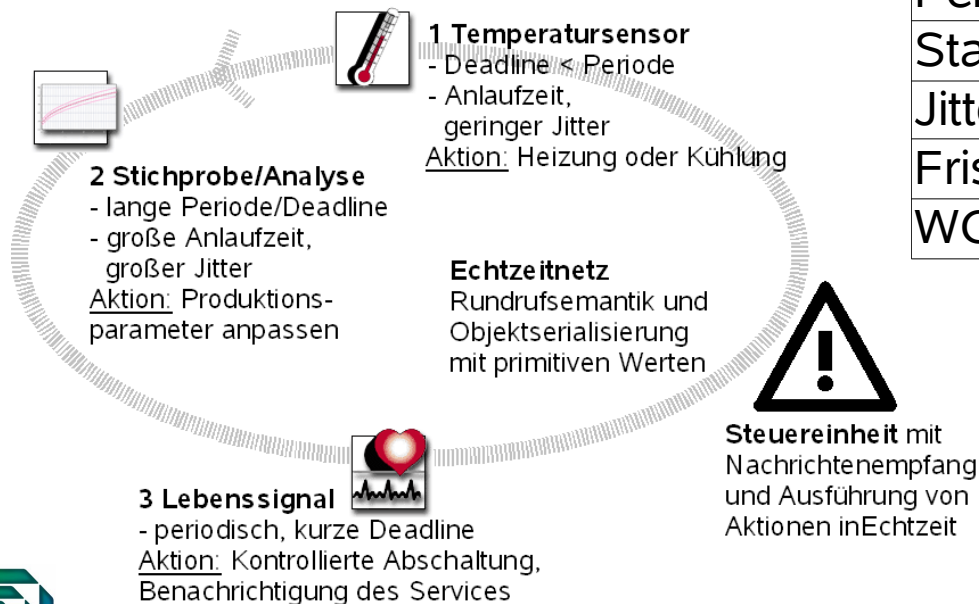 1 Temperatursensor
- Deadline < Periode
- Anlaufzeit,
geringer Jitter
Aktion: Heizung oder Kühlung
2 Stichprobe/Analyse
- lange Periode/Deadline
- große Anlaufzeit,
großer Jitter
Aktion: Produktions-
parameter anpassen
Echtzeitnetz
Rundrufsemantik und
Objektserialisierung
mit primitiven Werten
Steuereinheit mit
Nachrichtenempfang
und Ausführung von
Aktionen inEchtzeit
3 Lebenssignal
- periodisch, kurze Deadline
Aktion: Kontrollierte Abschaltung,
Benachrichtigung des Services